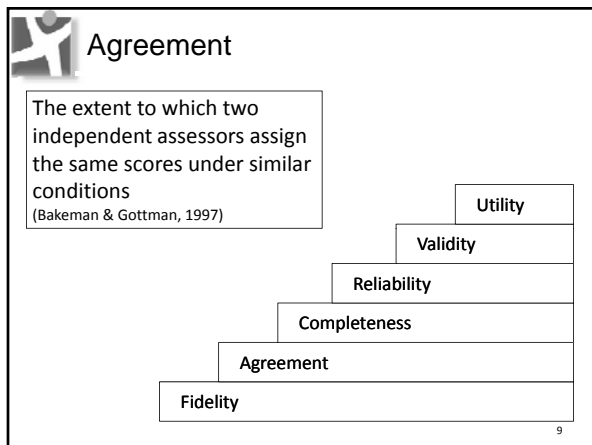 Agreement
The extent to which two
independent assessors assign
the same scores under similar
conditions
(Bakeman & Gottman, 1997)
Utility
Validity
Reliability
Completeness
Agreement
Fidelity
9